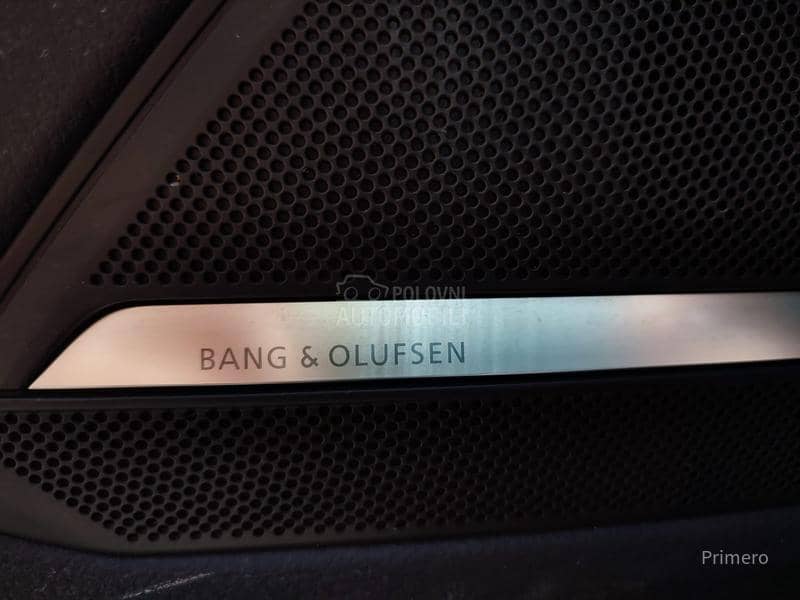 POLOVNI
AUTOMOBILI
BANG & OLUFSEN
Primero